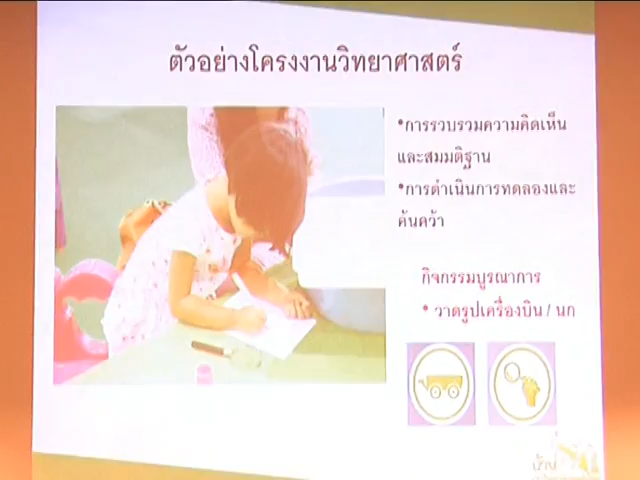 ตัวอย่างโครงงานวิทยาศาสตร์
•การรวบรวมความคิดเห็น
และสมมติฐาน
•การดำเนินการทดลองและ
ค้นคว้า
กิจกรรมบูรณาการ
• วาดรูปเครื่องบิน / นก